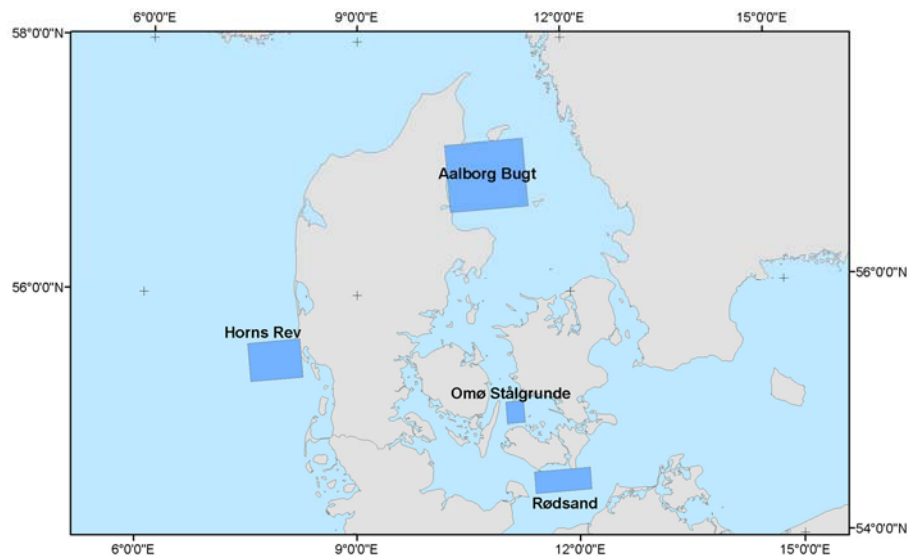 6°0'0"E 9°0'0"E 12°0'0"E 15°0'0"E
58°0'0"N
Aalborg Bugt
56°0'0"N
56°0'0"N
Horns Rev
Omø Stålgrunde
Rødsand
54°0'0"N
6°0'0"E 9°0'0"E 12°0'0"E 15°0'0"E